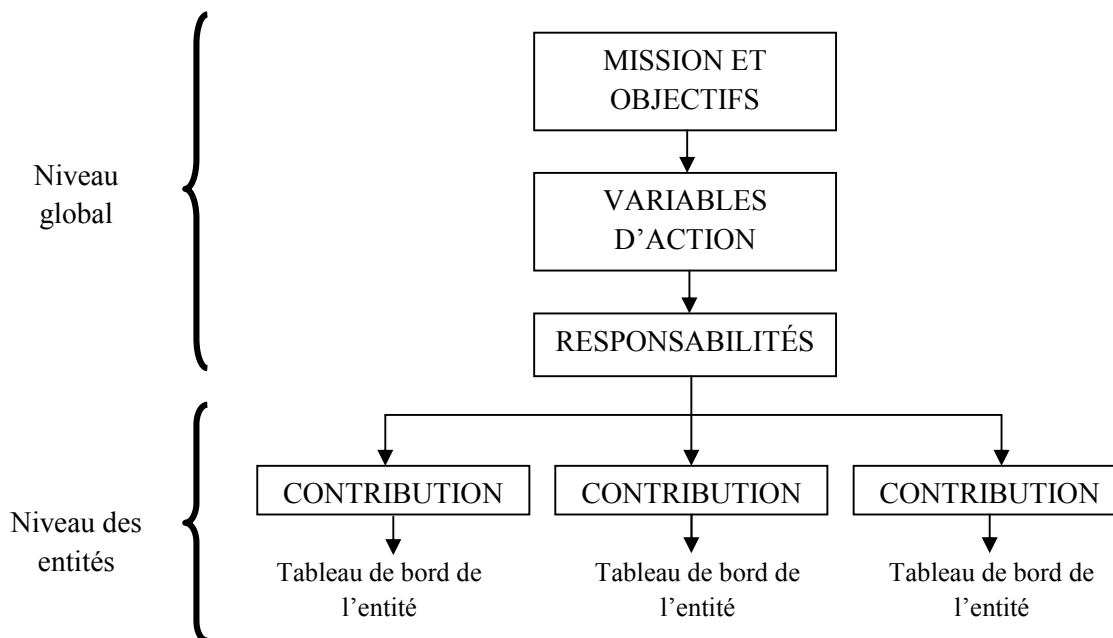 MISSION ET
OBJECTIFS
Niveau
global
VARIABLES
D’ACTION
RESPONSABILITÉS
CONTRIBUTION
CONTRIBUTION
CONTRIBUTION
Niveau des
entités
Tableau de bord de
l’entité
Tableau de bord de
l’entité
Tableau de bord de
l’entité